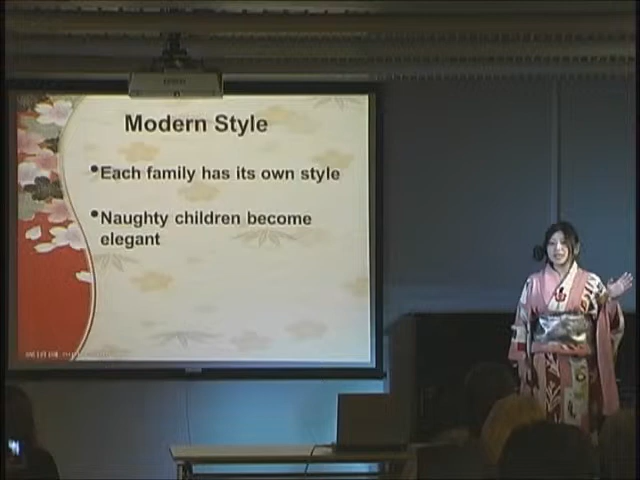 Modern Style
•Each family has its own style
•Naughty children become
elegant